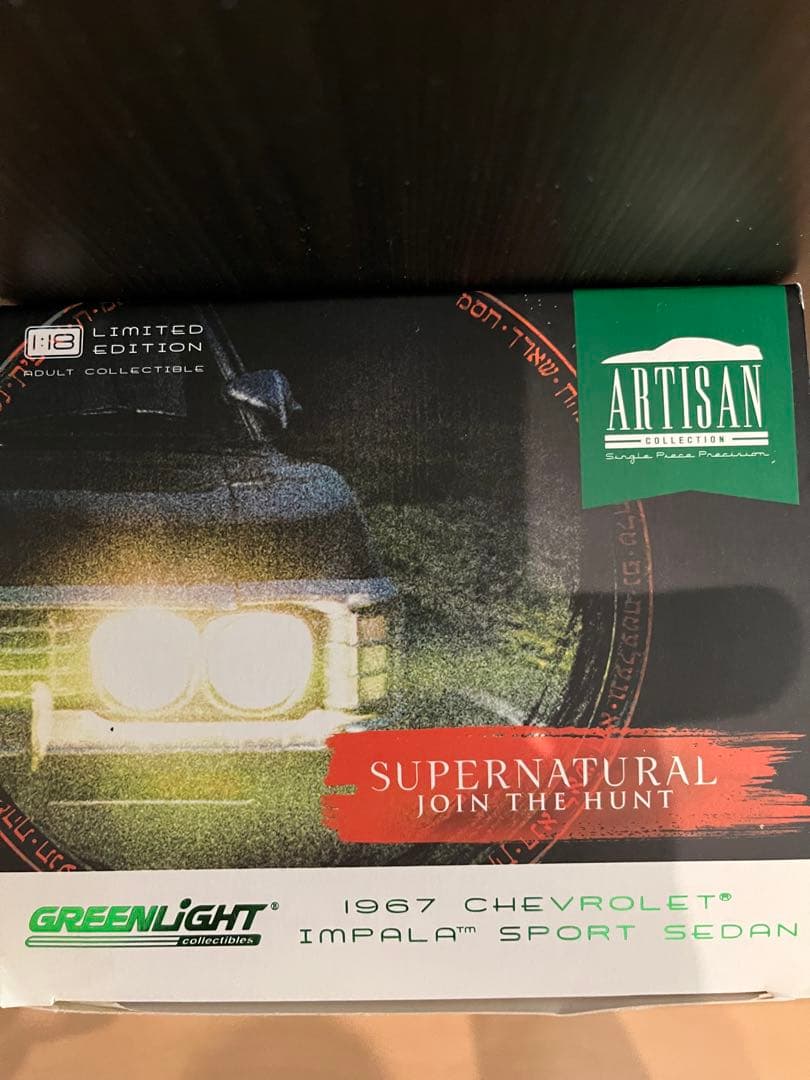 1:18 LIMITED
EDITION
ADULT COLLECTIBLE
ARTISAN
COLLECTION
Single Piece Precision
SUPERNATURAL
JOIN THE HUNT
GREENLIGHT®
collectibles
1967 CHEVROLET®
IMPALA™ SPORT SEDAN